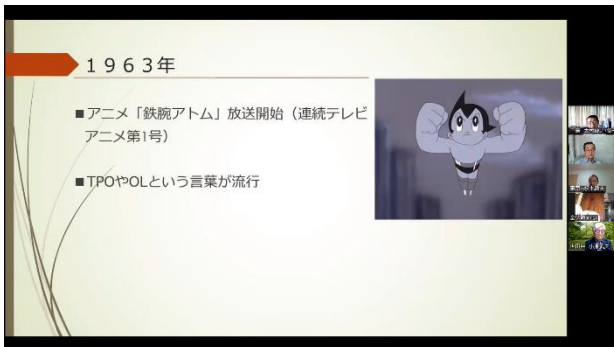 １９６３年
■アニメ「鉄腕アトム」放送開始（連続テレビ
アニメ第1号）
■TPOやOLという言葉が流行